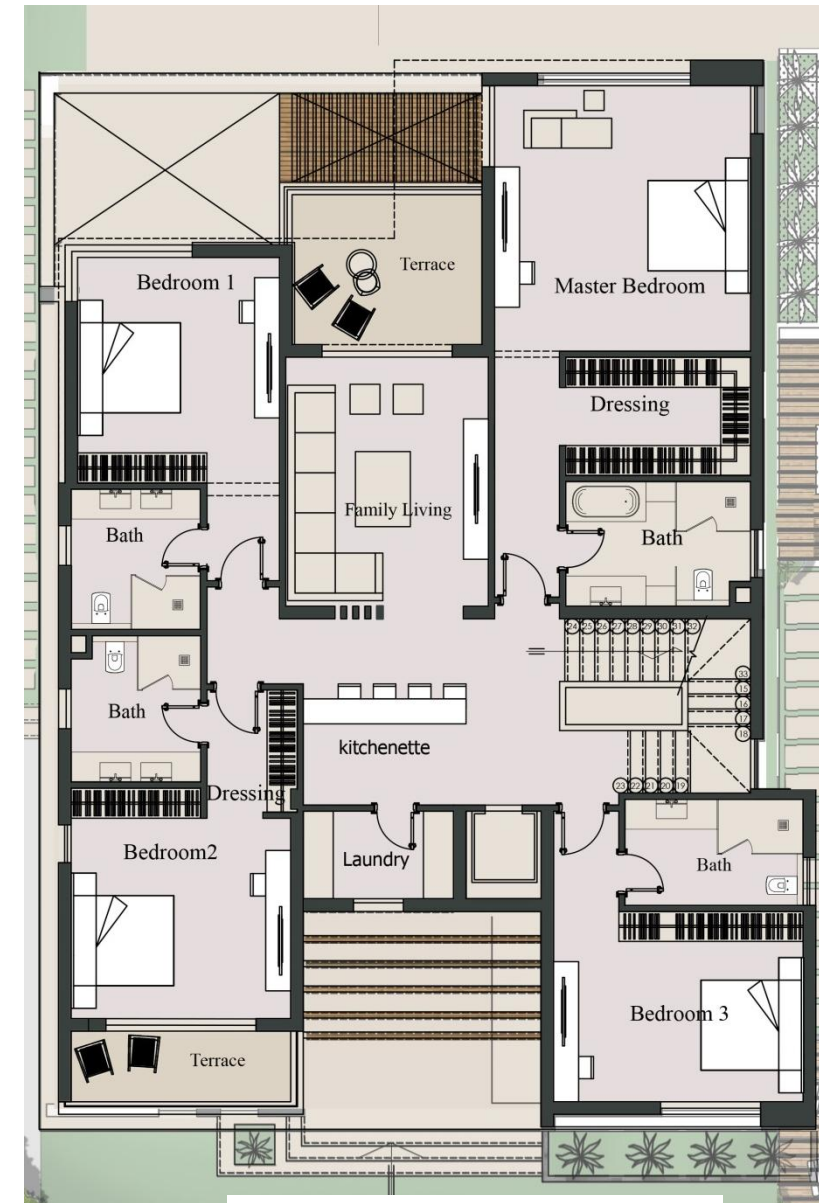 Terrace
Bedroom 1
Master Bedroom
Dressing
Family Living
Bath
Bath
24 25 26 27 28 29 30 31 32
33
15
16
17
18
Bath
kitchenette
23 22 21 20 19
Dressing
Bedroom2
Laundry
Bath
Bedroom 3
Terrace